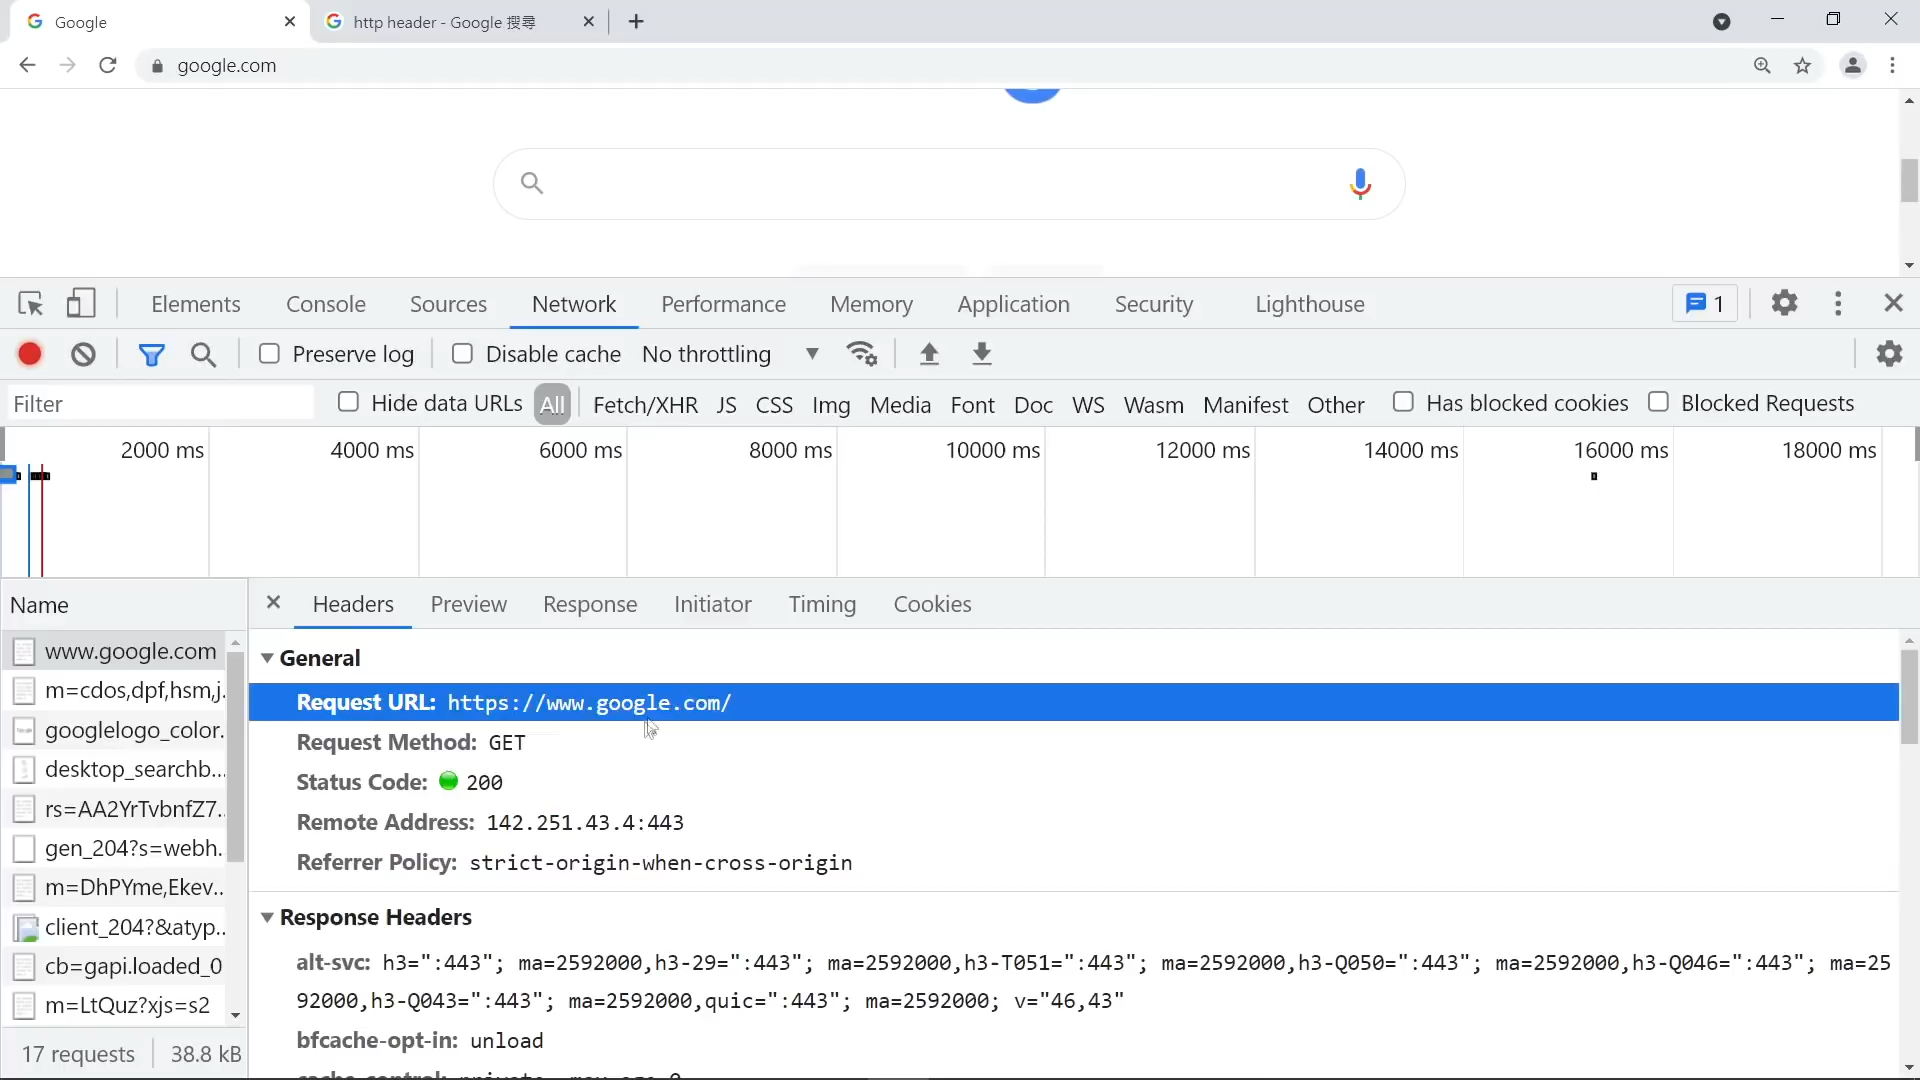 Google
http header - Google 搜尋
google.com
Elements Console Sources Network Performance Memory Application Security Lighthouse 1
Preserve log Disable cache No throttling
Filter Hide data URLs All Fetch/XHR JS CSS Img Media Font Doc WS Wasm Manifest Other Has blocked cookies Blocked Requests
2000 ms 4000 ms 6000 ms 8000 ms 10000 ms 12000 ms 14000 ms 16000 ms 18000 ms
Name
www.google.com
m=cdos,dpf,hsm,j.
googlelogo_color.
desktop_searchb...
rs=AA2YrTvbnfZ7..
gen_204?s=webh.
m=DhPYme,Ekev..
client_204?&atyp..
cb=gapi.loaded_0
m=LtQuz?xjs=s2
17 requests 38.8 kB
Headers Preview Response Initiator Timing Cookies
General
Request URL: https://www.google.com/
Request Method: GET
Status Code: 200
Remote Address: 142.251.43.4:443
Referrer Policy: strict-origin-when-cross-origin
Response Headers
alt-svc: h3=":443"; ma=2592000,h3-29=":443"; ma=2592000,h3-T051=":443"; ma=2592000,h3-Q050=":443"; ma=2592000,h3-Q046=":443"; ma=25
92000,h3-Q043=":443"; ma=2592000,quic=":443"; ma=2592000; v="46,43"
bfcache-opt-in: unload